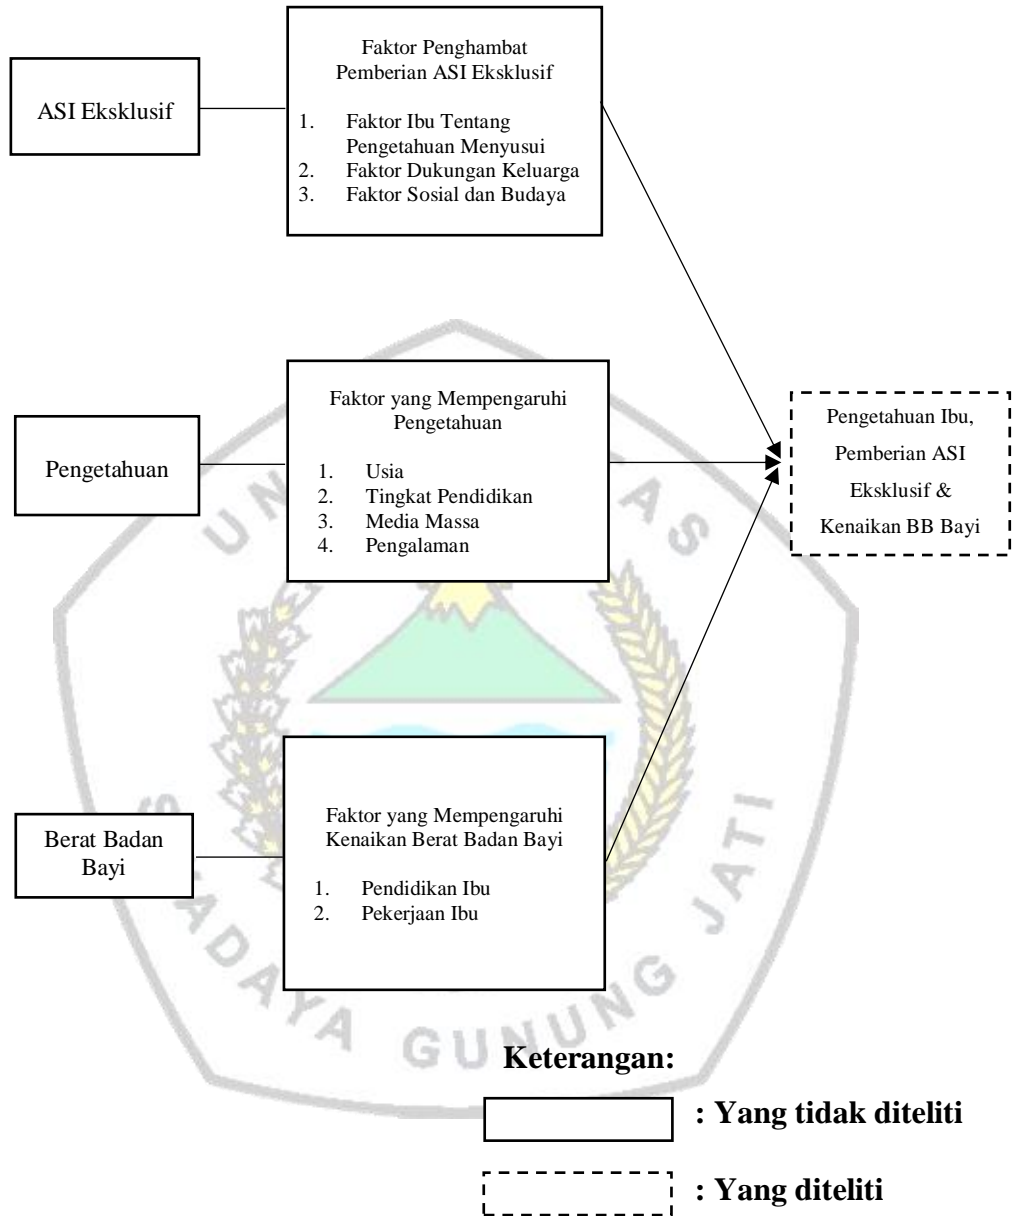 Faktor Penghambat
Pemberian ASI Eksklusif
ASI Eksklusif
1. Faktor Ibu Tentang
Pengetahuan Menyusui
2. Faktor Dukungan Keluarga
3. Faktor Sosial dan Budaya
Faktor yang Mempengaruhi
Pengetahuan
Pengetahuan
1. Usia
2. Tingkat Pendidikan
3. Media Massa
4. Pengalaman
Pengetahuan Ibu,
Pemberian ASI
Eksklusif &
Kenaikan BB Bayi
Berat Badan
Bayi
Faktor yang Mempengaruhi
Kenaikan Berat Badan Bayi
1. Pendidikan Ibu
2. Pekerjaan Ibu
GUNUNG JATI
Keterangan:
: Yang tidak diteliti
: Yang diteliti